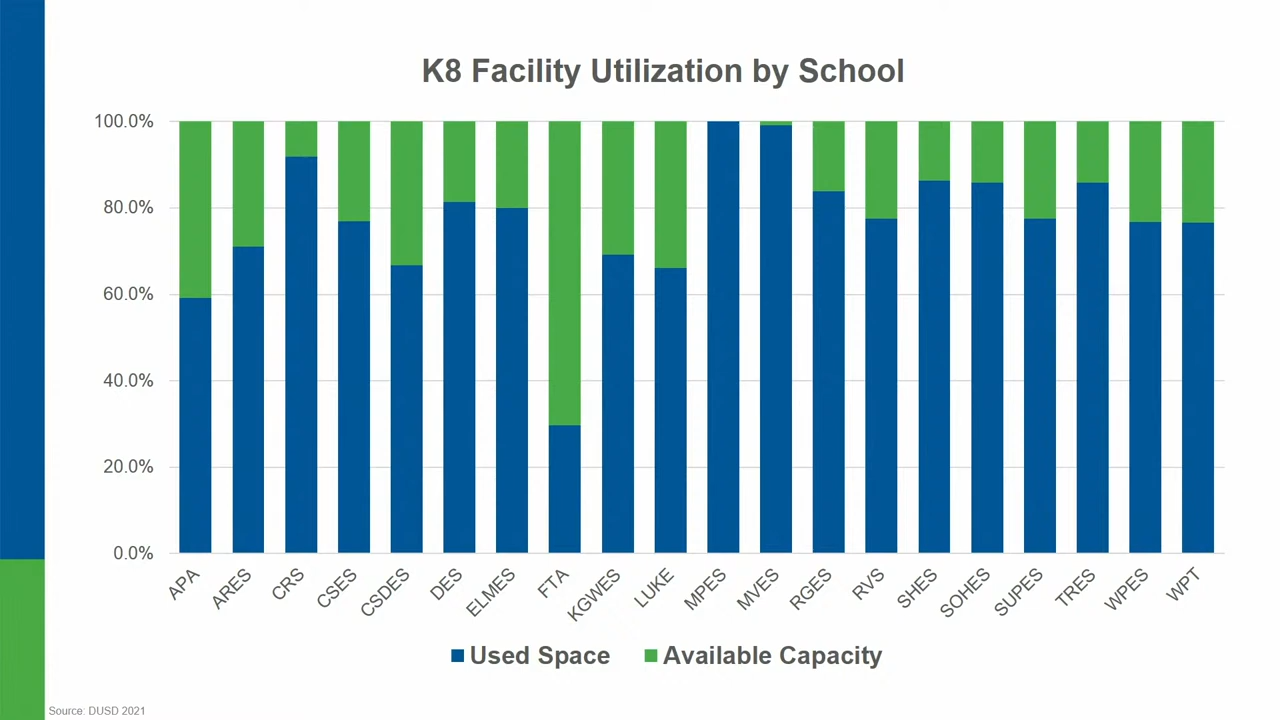 K8 Facility Utilization by School
100.0%
80.0%
60.0%
40.0%
20.0%
0.0%
APA
ARES
CRS
CSES
CSDES
DES
ELMES
FTA
KGWES
LUKE
MPES
MVES
RGES
RVS
SHES
SOHES
SUPES
TRES
WPES
WPT
Used Space
Available Capacity
Source: DUSD 2021